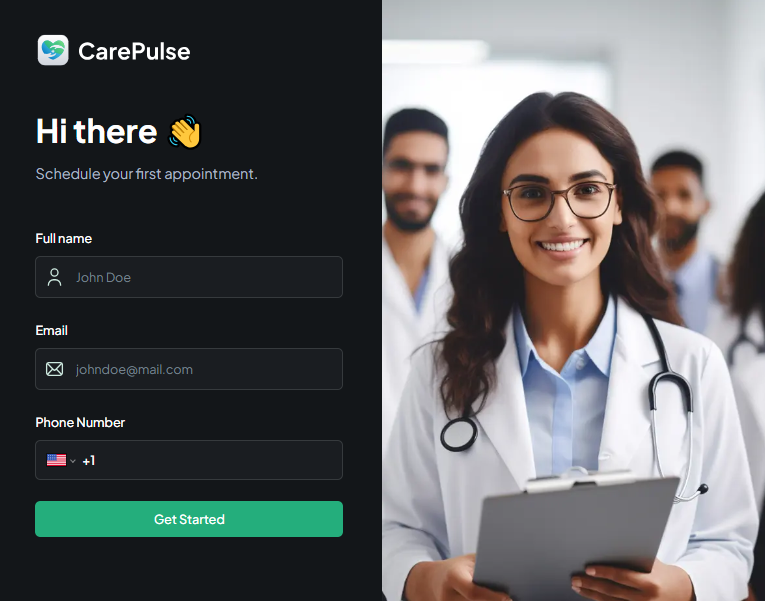 CarePulse
Hi there 👋
Schedule your first appointment.
Full name
John Doe
Email
johndoe@mail.com
Phone Number
+1
Get Started